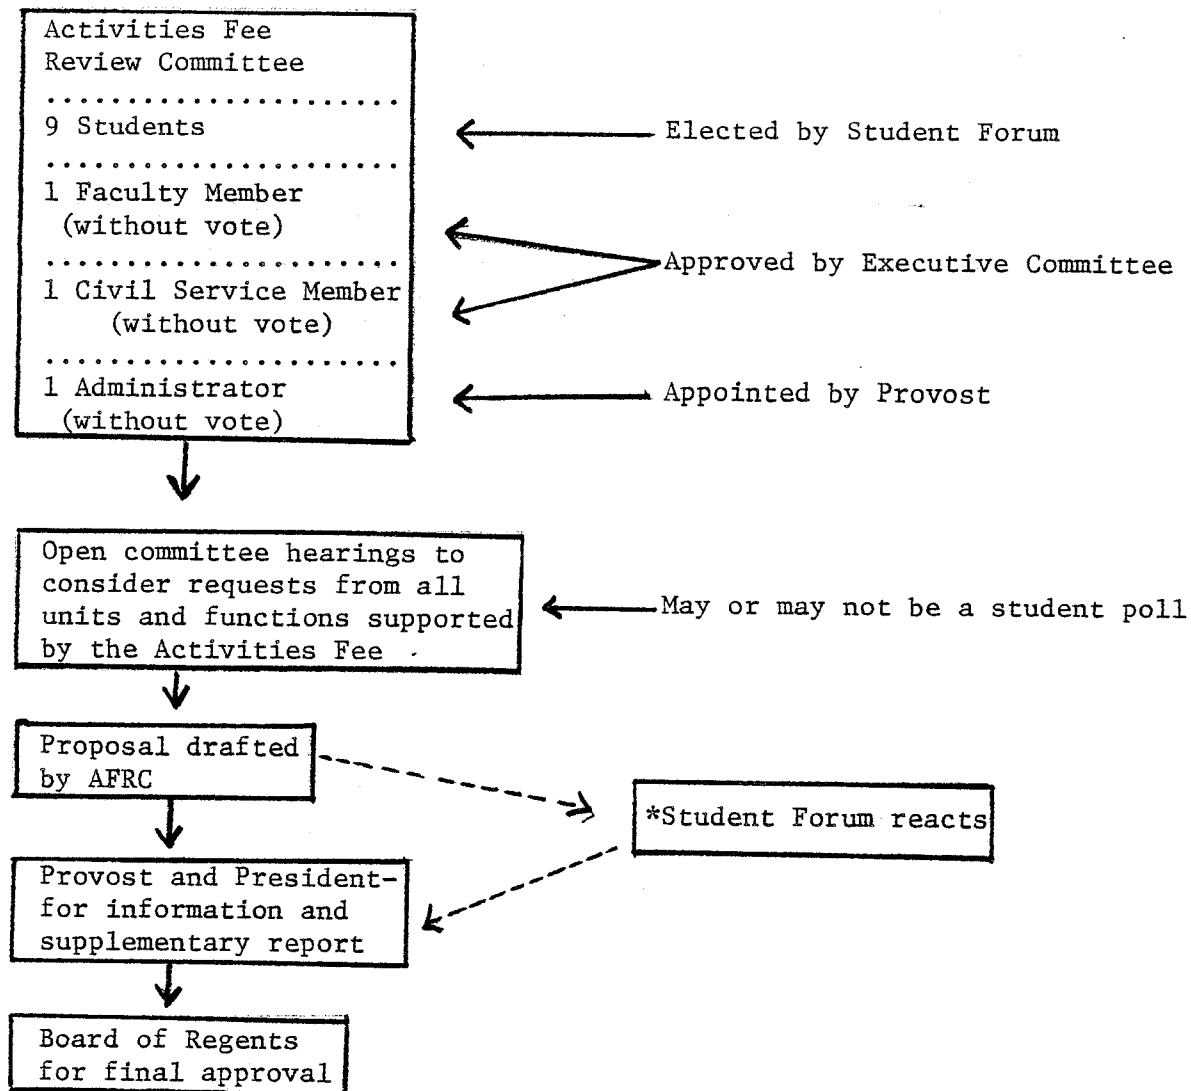 Activities Fee
Review Committee
......................
9 Students
......................
1 Faculty Member
(without vote)
......................
1 Civil Service Member
(without vote)
......................
1 Administrator
(without vote)
Elected by Student Forum
Approved by Executive Committee
Appointed by Provost
Open committee hearings to
consider requests from all
units and functions supported
by the Activities Fee
May or may not be a student poll
Proposal drafted
by AFRC
*Student Forum reacts
Provost and President-
for information and
supplementary report
Board of Regents
for final approval